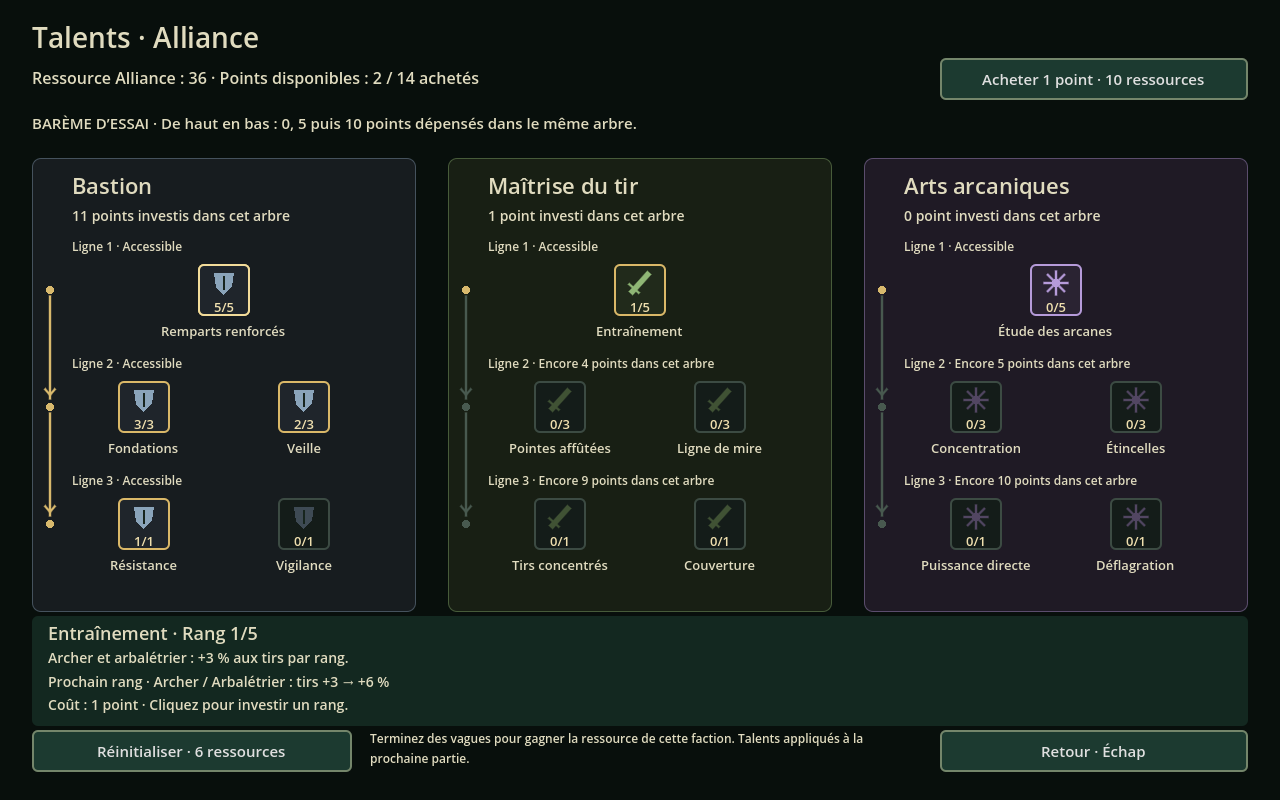 Talents · Alliance
Ressource Alliance : 36 · Points disponibles : 2 / 14 achetés
Acheter 1 point · 10 ressources
BARÈME D’ESSAI · De haut en bas : 0, 5 puis 10 points dépensés dans le même arbre.
Bastion
11 points investis dans cet arbre
Ligne 1 · Accessible
5/5
Remparts renforcés
Ligne 2 · Accessible
3/3
2/3
Fondations
Veille
Ligne 3 · Accessible
1/1
0/1
Résistance
Vigilance
Maîtrise du tir
1 point investi dans cet arbre
Ligne 1 · Accessible
1/5
Entraînement
Ligne 2 · Encore 4 points dans cet arbre
0/3
0/3
Pointes affûtées
Ligne de mire
Ligne 3 · Encore 9 points dans cet arbre
0/1
0/1
Tirs concentrés
Couverture
Arts arcaniques
0 point investi dans cet arbre
Ligne 1 · Accessible
0/5
Étude des arcanes
Ligne 2 · Encore 5 points dans cet arbre
0/3
0/3
Concentration
Étincelles
Ligne 3 · Encore 10 points dans cet arbre
0/1
0/1
Puissance directe
Déflagration
Entraînement · Rang 1/5
Archer et arbalétrier : +3 % aux tirs par rang.
Prochain rang · Archer / Arbalétrier : tirs +3 → +6 %
Coût : 1 point · Cliquez pour investir un rang.
Réinitialiser · 6 ressources
Terminez des vagues pour gagner la ressource de cette faction. Talents appliqués à la
prochaine partie.
Retour · Échap